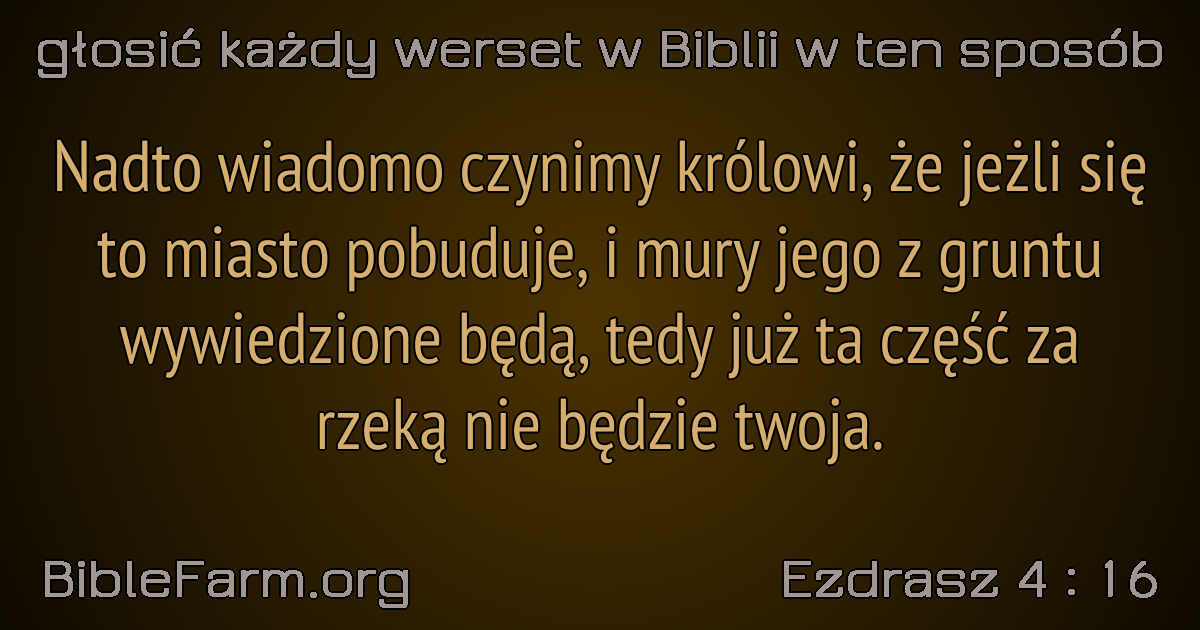 głosić każdy werset w Biblii w ten sposób
Nadto wiadomo czynimy królowi, że jeżli się
to miasto pobuduje, i mury jego z gruntu
wywiedzione będą, tedy już ta część za
rzeką nie będzie twoja.
BibleFarm.org
Ezdrasz 4 : 16